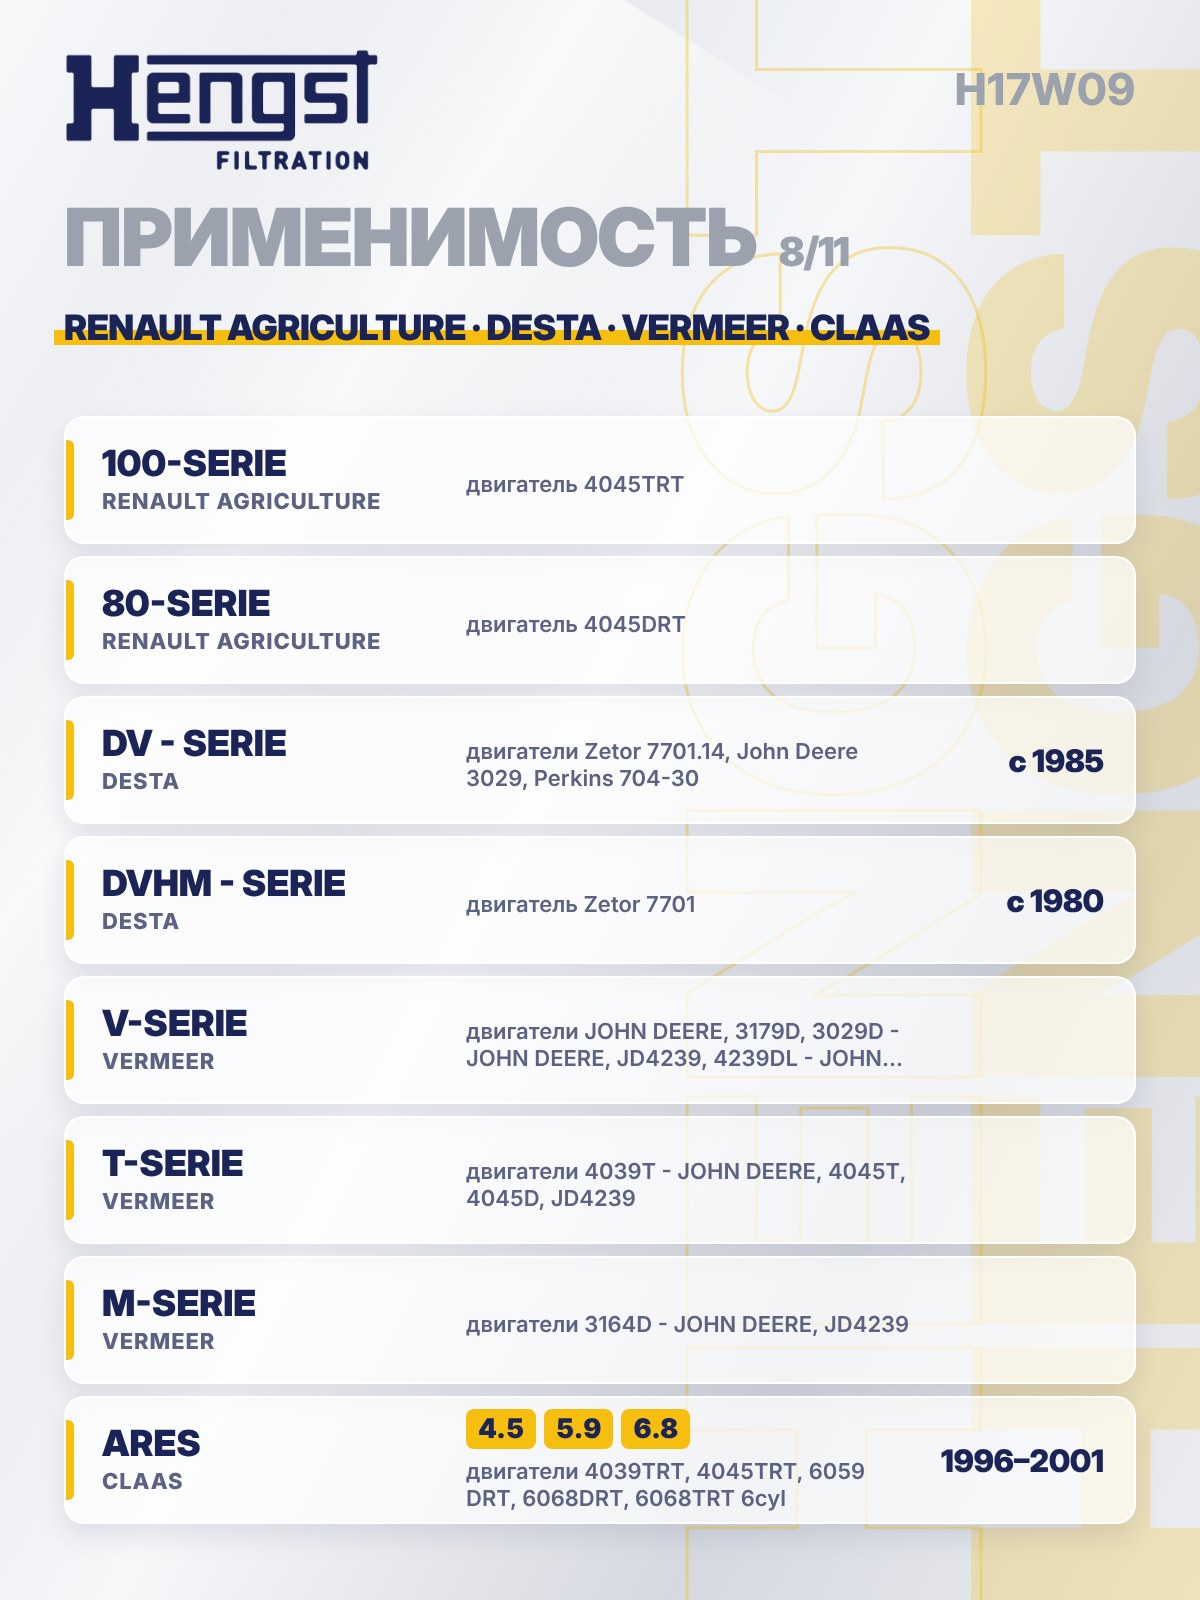 Hengst
FILTRATION
H17W09
ПРИМЕНИМОСТЬ 8/11
RENAULT AGRICULTURE · DESTA · VERMEER · CLAAS
100-SERIE
RENAULT AGRICULTURE
двигатель 4045TRT
80-SERIE
RENAULT AGRICULTURE
двигатель 4045DRT
DV - SERIE
DESTA
двигатели Zetor 7701.14, John Deere
3029, Perkins 704-30
с 1985
DVHM - SERIE
DESTA
двигатель Zetor 7701
с 1980
V-SERIE
VERMEER
двигатели JOHN DEERE, 3179D, 3029D -
JOHN DEERE, JD4239, 4239DL - JOHN...
T-SERIE
VERMEER
двигатели 4039T - JOHN DEERE, 4045T,
4045D, JD4239
M-SERIE
VERMEER
двигатели 3164D - JOHN DEERE, JD4239
ARES
CLAAS
4.5 5.9 6.8
двигатели 4039TRT, 4045TRT, 6059
DRT, 6068DRT, 6068TRT 6cyl
1996–2001
HENGST
HENGST